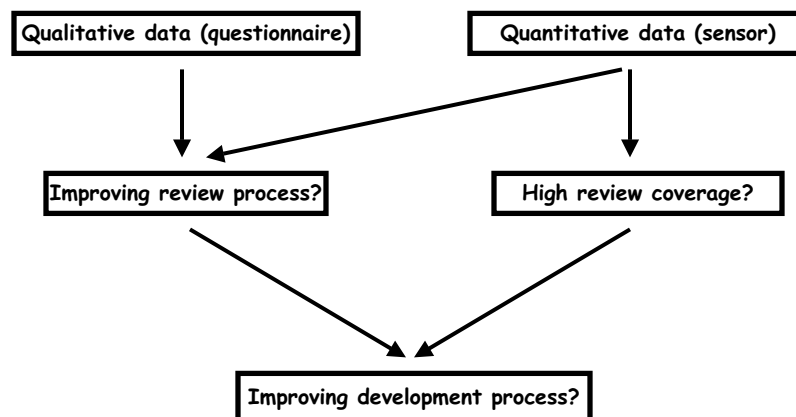 Qualitative data (questionnaire)
Quantitative data (sensor)
Improving review process?
High review coverage?
Improving development process?